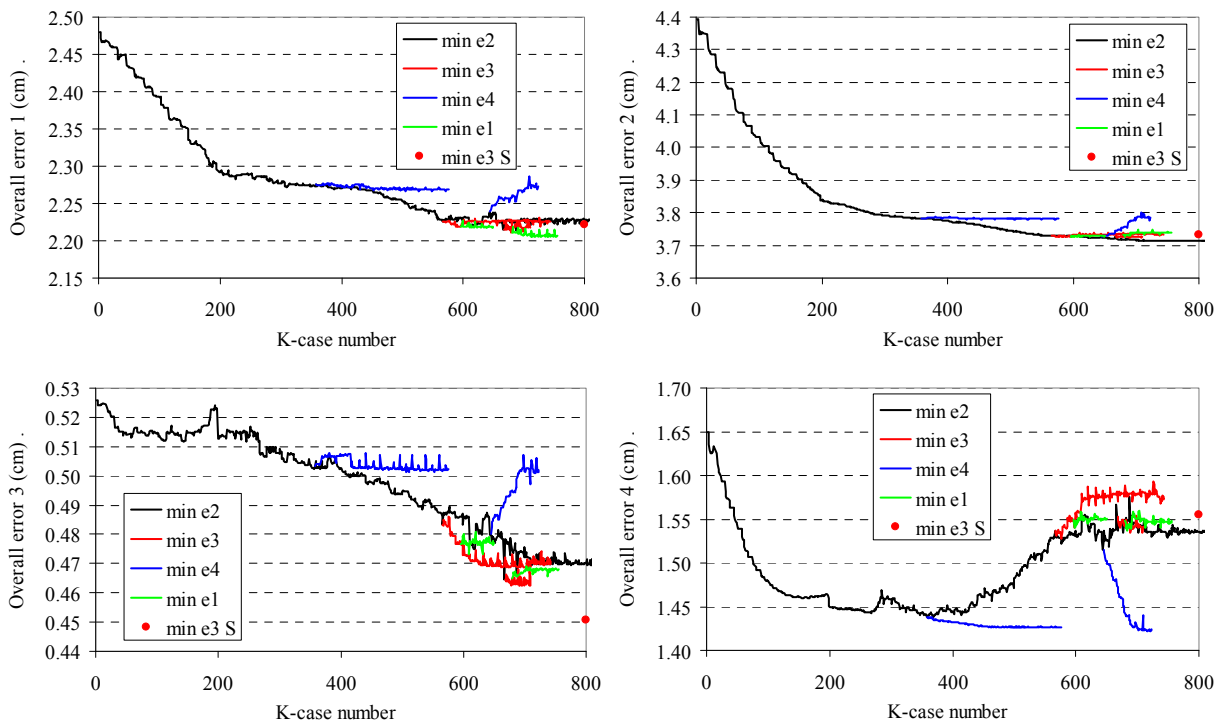 2.50
2.45
2.40
2.35
2.30
2.25
2.20
2.15
Overall error 1 (cm) .
min e2
min e3
min e4
min e1
min e3 S
0 200 400 600 800
K-case number
4.4
4.3
4.2
4.1
4.0
3.9
3.8
3.7
3.6
Overall error 2 (cm) .
min e2
min e3
min e4
min e1
min e3 S
0 200 400 600 800
K-case number
0.53
0.52
0.51
0.50
0.49
0.48
0.47
0.46
0.45
0.44
Overall error 3 (cm) .
min e2
min e3
min e4
min e1
min e3 S
0 200 400 600 800
K-case number
1.70
1.65
1.60
1.55
1.50
1.45
1.40
Overall error 4 (cm) .
min e2
min e3
min e4
min e1
min e3 S
0 200 400 600 800
K-case number